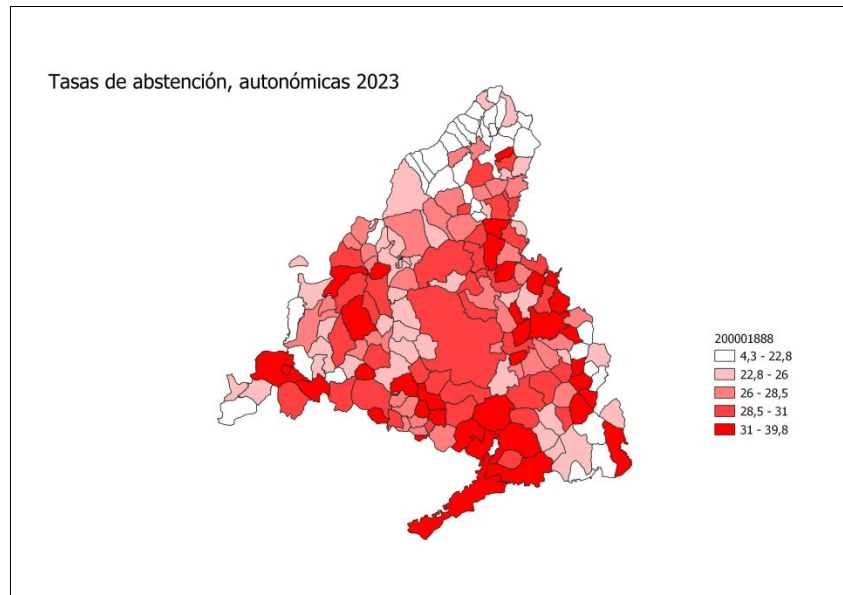 Tasas de abstención, autonómicas 2023
200001888
4,3 - 22,8
22,8 - 26
26 - 28,5
28,5 - 31
31 - 39,8